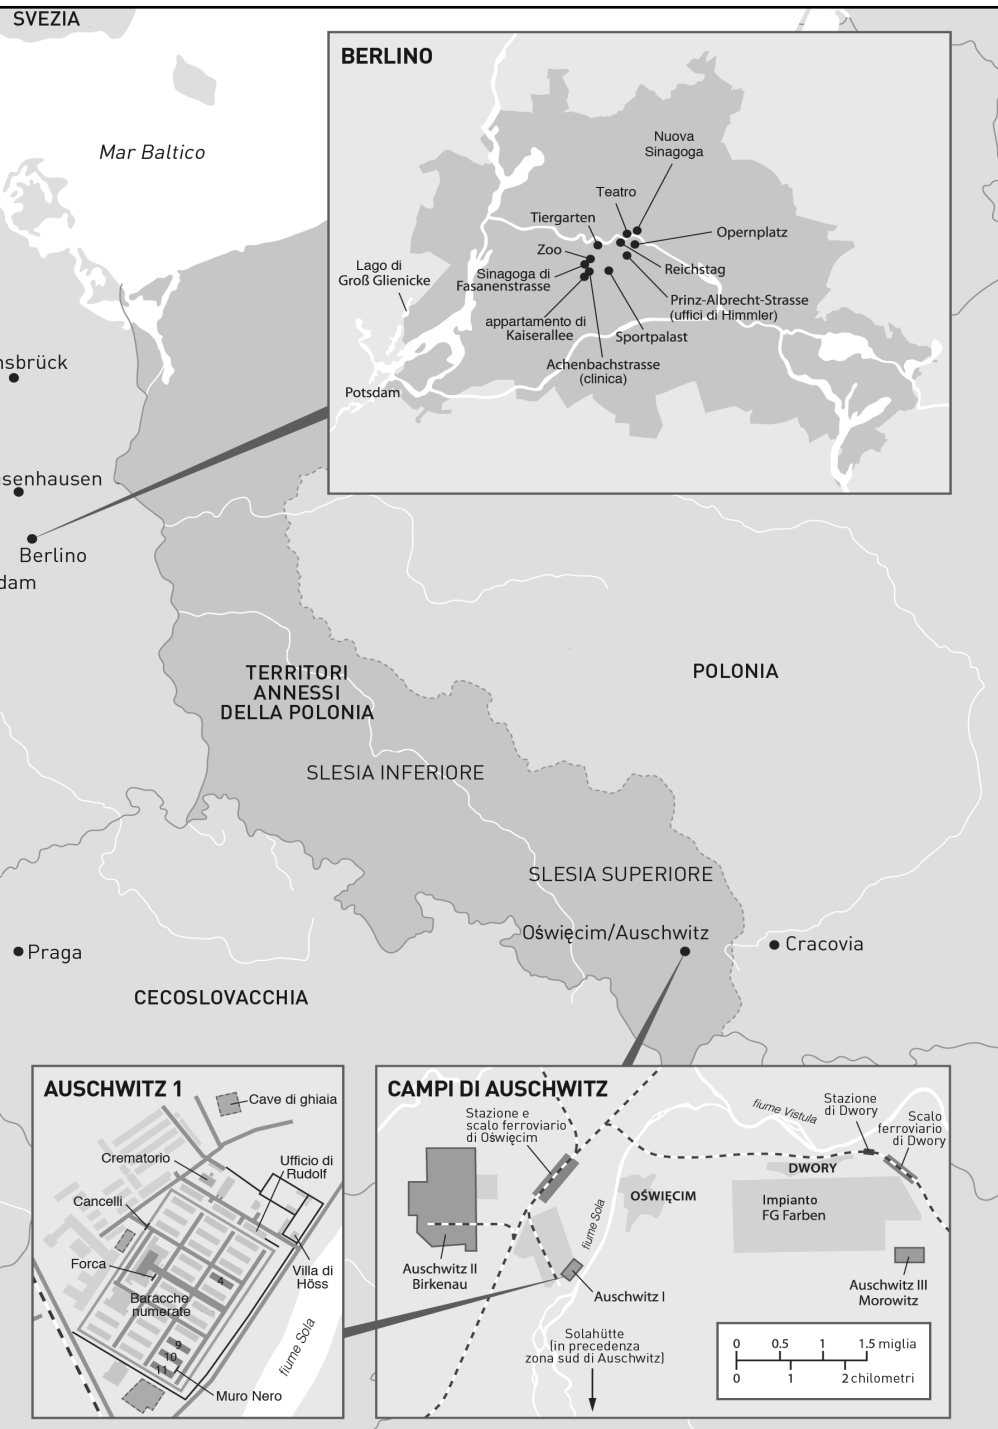 SVEZIA
Mar Baltico
nsbrück
senhausen
Berlino
dam
BERLINO
Nuova
Sinagoga
Teatro
Tiergarten
Opernplatz
Zoo
Reichstag
Lago di
Groß Glienicke
Sinagoga di
Fasanenstrasse
Prinz-Albrecht-Strasse
(uffici di Himmler)
appartamento di
Kaiserallee
Sportpalast
Achenbachstrasse
(clinica)
Potsdam
TERRITORI
ANNESSI
DELLA POLONIA
POLONIA
SLESIA INFERIORE
SLESIA SUPERIORE
Oświęcim/Auschwitz
Cracovia
Praga
CECOSLOVACCHIA
AUSCHWITZ 1
Cave di ghiaia
Crematorio
Ufficio di
Rudolf
Cancelli
Forca
Villa di
Höss
4
Baracche
numerate
9
10
11
fiume Sola
Muro Nero
CAMPI DI AUSCHWITZ
Stazione e
scalo ferroviario
di Oświęcim
fiume Vistula
Stazione
di Dwory
Scalo
ferroviario
di Dwory
DWORY
OŚWIĘCIM
Impianto
FG Farben
fiume Sola
Auschwitz II
Birkenau
Auschwitz I
Auschwitz III
Morowitz
Solahütte
(in precedenza
zona sud di Auschwitz)
0 0.5 1 1.5 miglia
0 1 2 chilometri